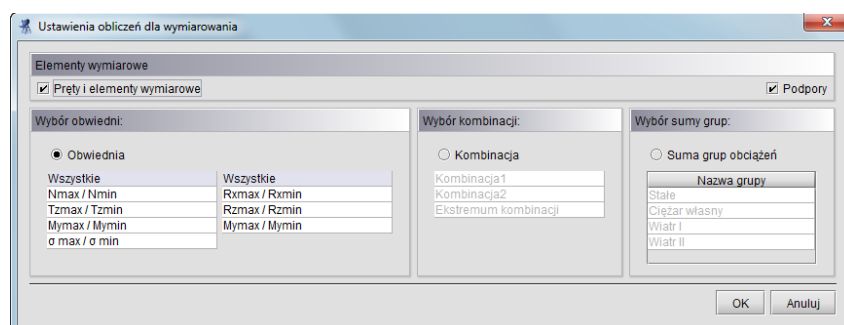 Ustawienia obliczeń dla wymiarowania
Elementy wymiarowe
Pręty i elementy wymiarowe
Podpory
Wybór obwiedni:
Obwiednia
Wszystkie Wszystkie
Nmax / Nmin Rxmax / Rxmin
Tzmax / Tzmin Rzmax / Rzmin
Mymax / Mymin Mymax / Mymin
σ max / σ min
Wybór kombinacji:
Kombinacja
Kombinacja1
Kombinacja2
Ekstremum kombinacji
Wybór sumy grup:
Suma grup obciążeń
Nazwa grupy
Stałe
Ciężar własny
Wiatr I
Wiatr II
OK Anuluj